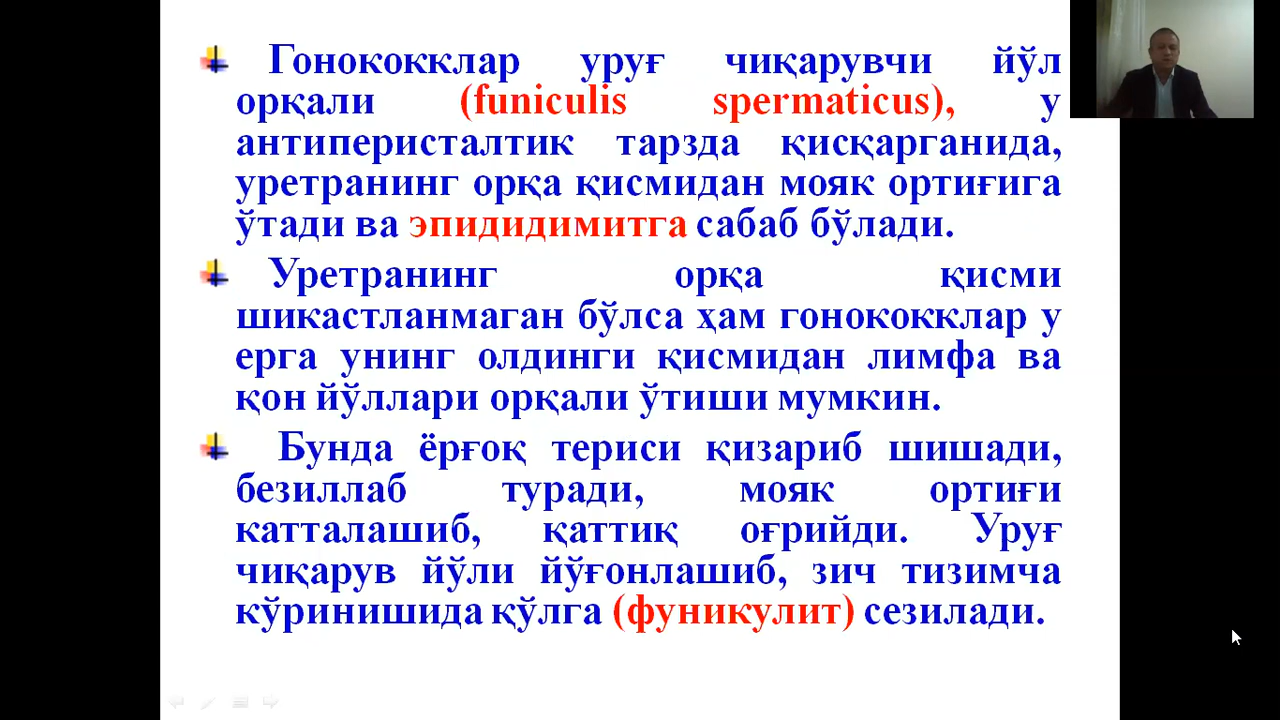 Гонококклар уруғ чиқарувчи йўл
орқали (funiculis spermaticus), у
антиперисталтик тарзда қисқарганида,
уретранинг орқа қисмидан мояк ортиғига
ўтади ва эпидидимитга сабаб бўлади.
Уретранинг орқа қисми
шикастланмаган бўлса ҳам гонококклар у
ерга унинг олдинги қисмидан лимфа ва
қон йўллари орқали ўтиши мумкин.
Бунда ёрғоқ териси қизариб шишади,
безиллаб туради, мояк ортиғи
катталашиб, қаттиқ оғрийди. Уруғ
чиқарув йўли йўғонлашиб, зич тизимча
кўринишида қўлга (фуникулит) сезилади.